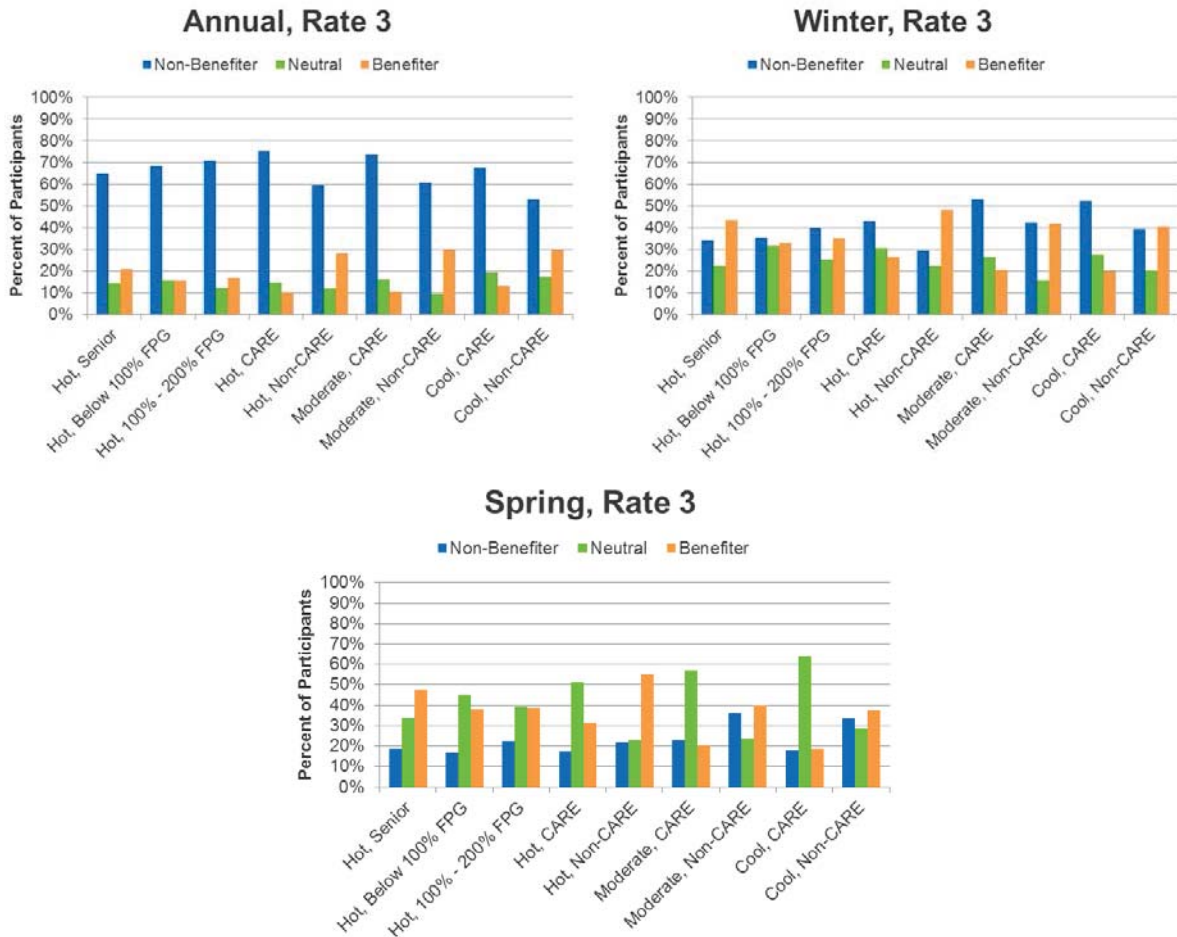 Annual, Rate 3
Non-Benefiter Neutral Benefiter
Percent of Participants
100%
90%
80%
70%
60%
50%
40%
30%
20%
10%
0%
Hot, Senior
Hot, Below 100% FPG
Hot, 100% - 200% FPG
Hot, CARE
Hot, Non-CARE
Moderate, CARE
Moderate, Non-CARE
Cool, CARE
Cool, Non-CARE
Winter, Rate 3
Non-Benefiter Neutral Benefiter
Percent of Participants
100%
90%
80%
70%
60%
50%
40%
30%
20%
10%
0%
Hot, Senior
Hot, Below 100% FPG
Hot, 100% - 200% FPG
Hot, CARE
Hot, Non-CARE
Moderate, CARE
Moderate, Non-CARE
Cool, CARE
Cool, Non-CARE
Spring, Rate 3
Non-Benefiter Neutral Benefiter
Percent of Participants
100%
90%
80%
70%
60%
50%
40%
30%
20%
10%
0%
Hot, Senior
Hot, Below 100% FPG
Hot, 100% - 200% FPG
Hot, CARE
Hot, Non-CARE
Moderate, CARE
Moderate, Non-CARE
Cool, CARE
Cool, Non-CARE